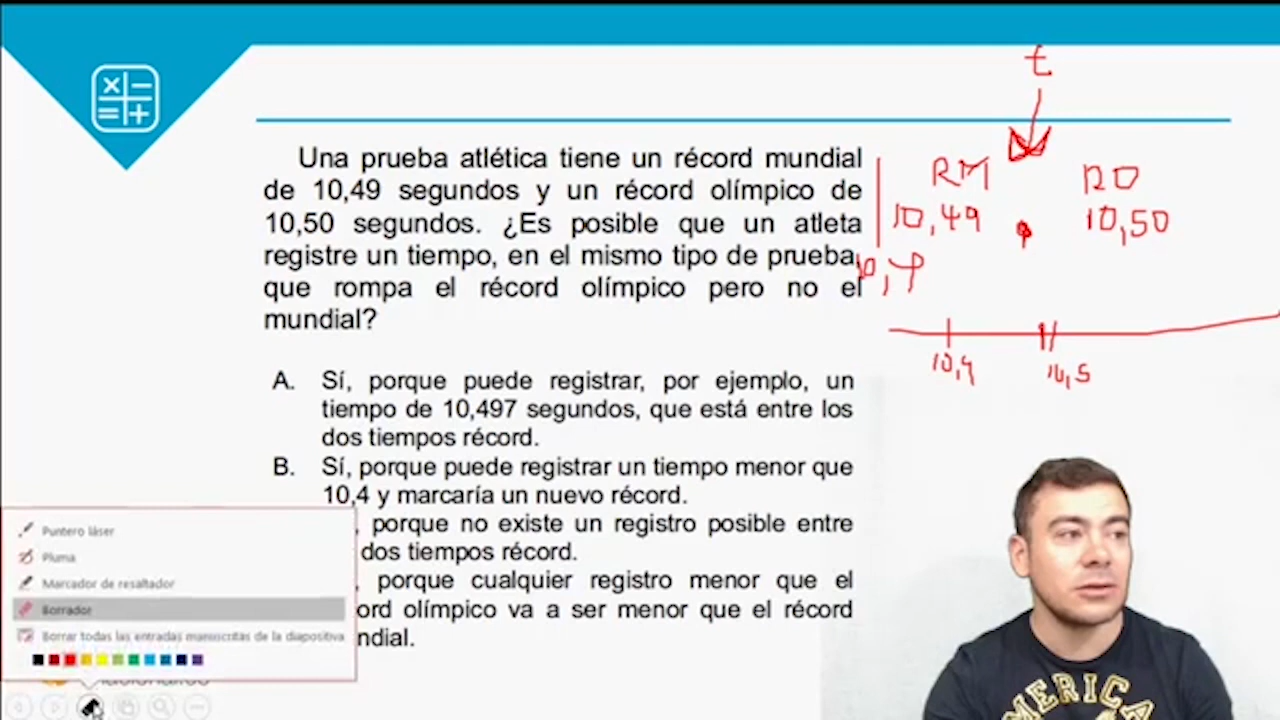 Una prueba atlética tiene un récord mundial
de 10,49 segundos y un récord olímpico de
10,50 segundos. ¿Es posible que un atleta
registre un tiempo, en el mismo tipo de prueba,
que rompa el récord olímpico pero no el
mundial?
A. Sí, porque puede registrar, por ejemplo, un
tiempo de 10,497 segundos, que está entre los
dos tiempos récord.
B. Sí, porque puede registrar un tiempo menor que
10,4 y marcaría un nuevo récord.
, porque no existe un registro posible entre
dos tiempos récord.
, porque cualquier registro menor que el
ord olímpico va a ser menor que el récord
ndial.
t
RM RO
10,49 10,50
10,4
10,4 10,5
Puntero láser
Pluma
Marcador de resaltador
Borrador
Borrar todas las entradas manuscritas de la diapositiva
AMERICA